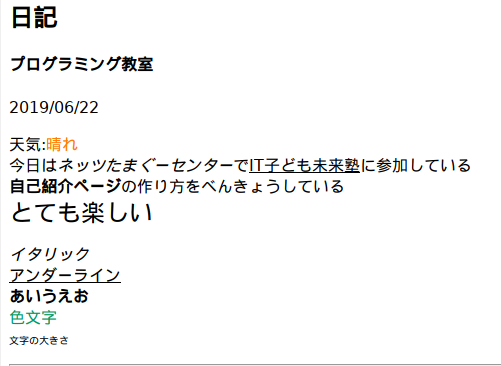 日記
プログラミング教室
2019/06/22
天気:晴れ
今日はネッツたまぐーセンターでIT子ども未来塾に参加している
自己紹介ページの作り方をべんきょうしている
とても楽しい
イタリック
アンダーライン
あいうえお
色文字
文字の大きさ